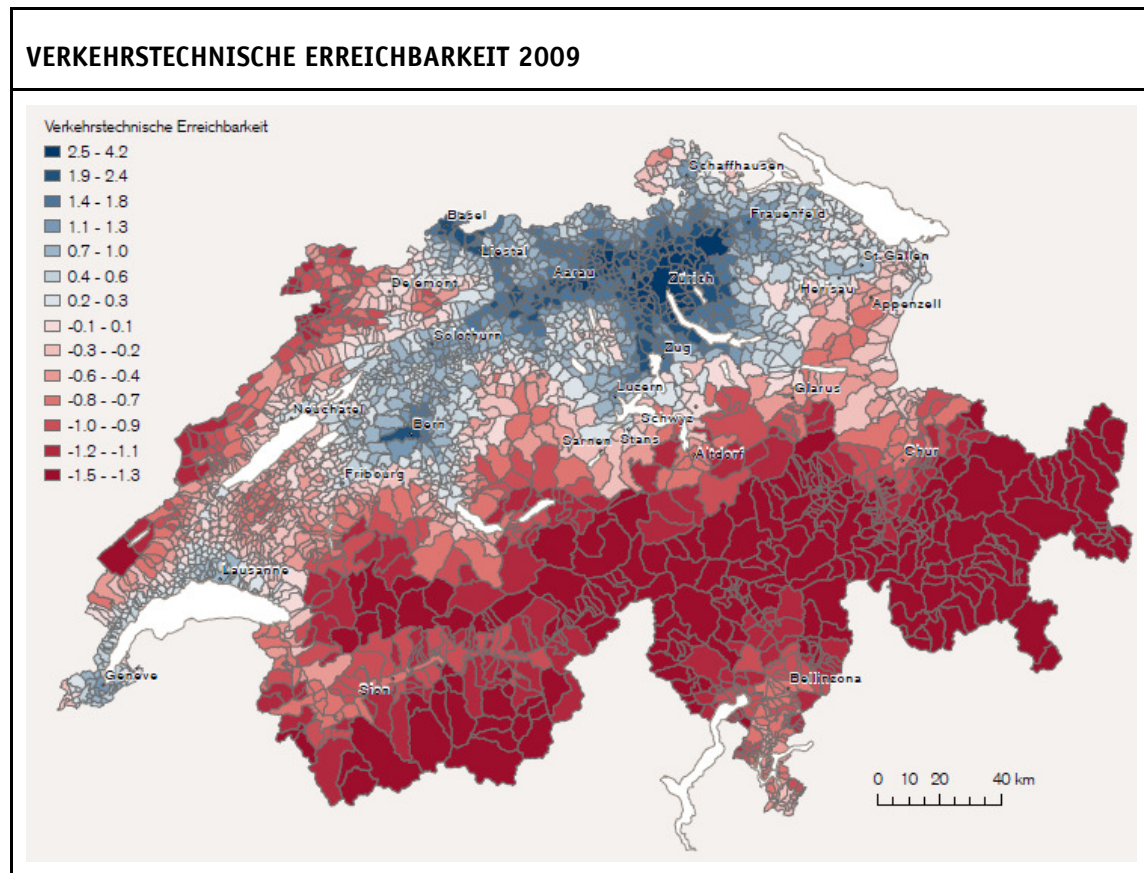 VERKEHRSTECHNISCHE ERREICHBARKEIT 2009
Verkehrstechnische Erreichbarkeit
2.5 - 4.2
1.9 - 2.4
1.4 - 1.8
1.1 - 1.3
0.7 - 1.0
0.4 - 0.6
0.2 - 0.3
-0.1 - 0.1
-0.3 - -0.2
-0.6 - -0.4
-0.8 - -0.7
-1.0 - -0.9
-1.2 - -1.1
-1.5 - -1.3
Schaffhausen
Basel
Frauenfeld
Liestal
St.Gallen
Aarau
Zürich
Delemont
Herisau
Appenzell
Solothurn
Zug
Luzern
Glarus
Neuchâtel
Schwyz
Bern
Sarnen
Stans
Altdorf
Chur
Fribourg
Lausanne
Genève
Sion
Bellinzona
0 10 20 40 km